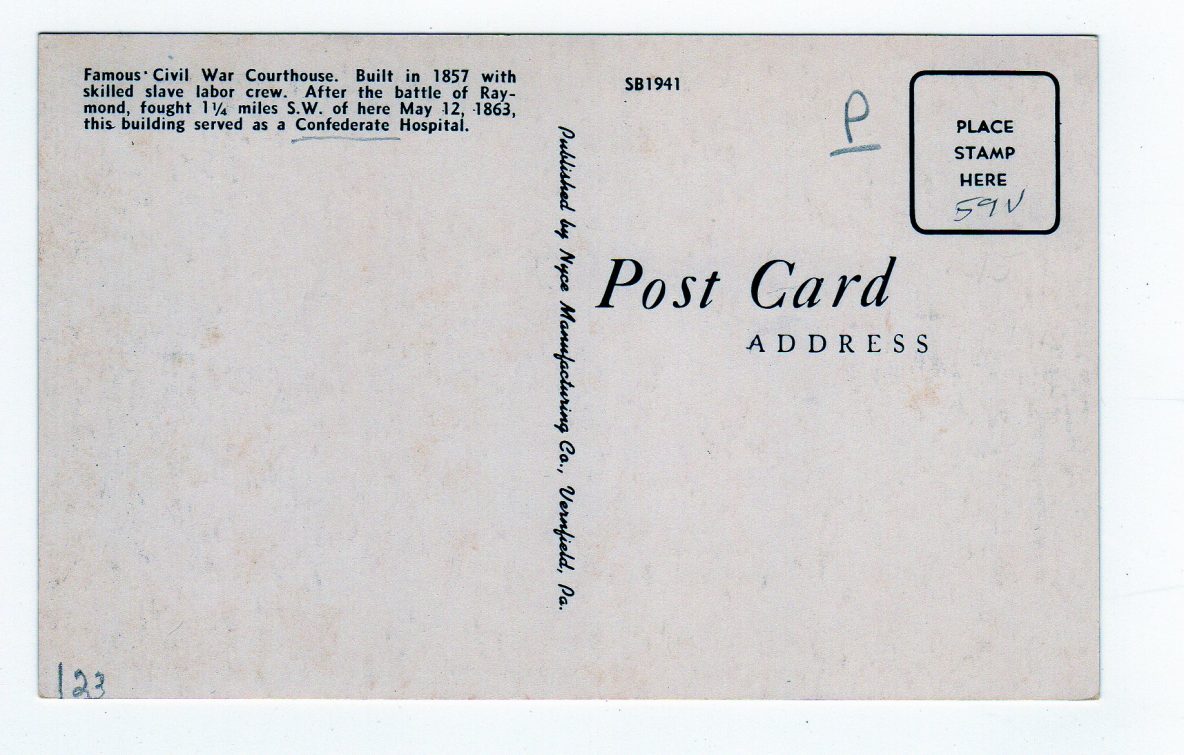 Famous Civil War Courthouse. Built in 1857 with
skilled slave labor crew. After the battle of Ray-
mond, fought 1¼ miles S.W. of here May 12, 1863,
this building served as a Confederate Hospital.
Published by Nyce Manufacturing Co., Vernfield, Pa.
SB1941
P
PLACE
STAMP
HERE
59N
Post Card
ADDRESS
123